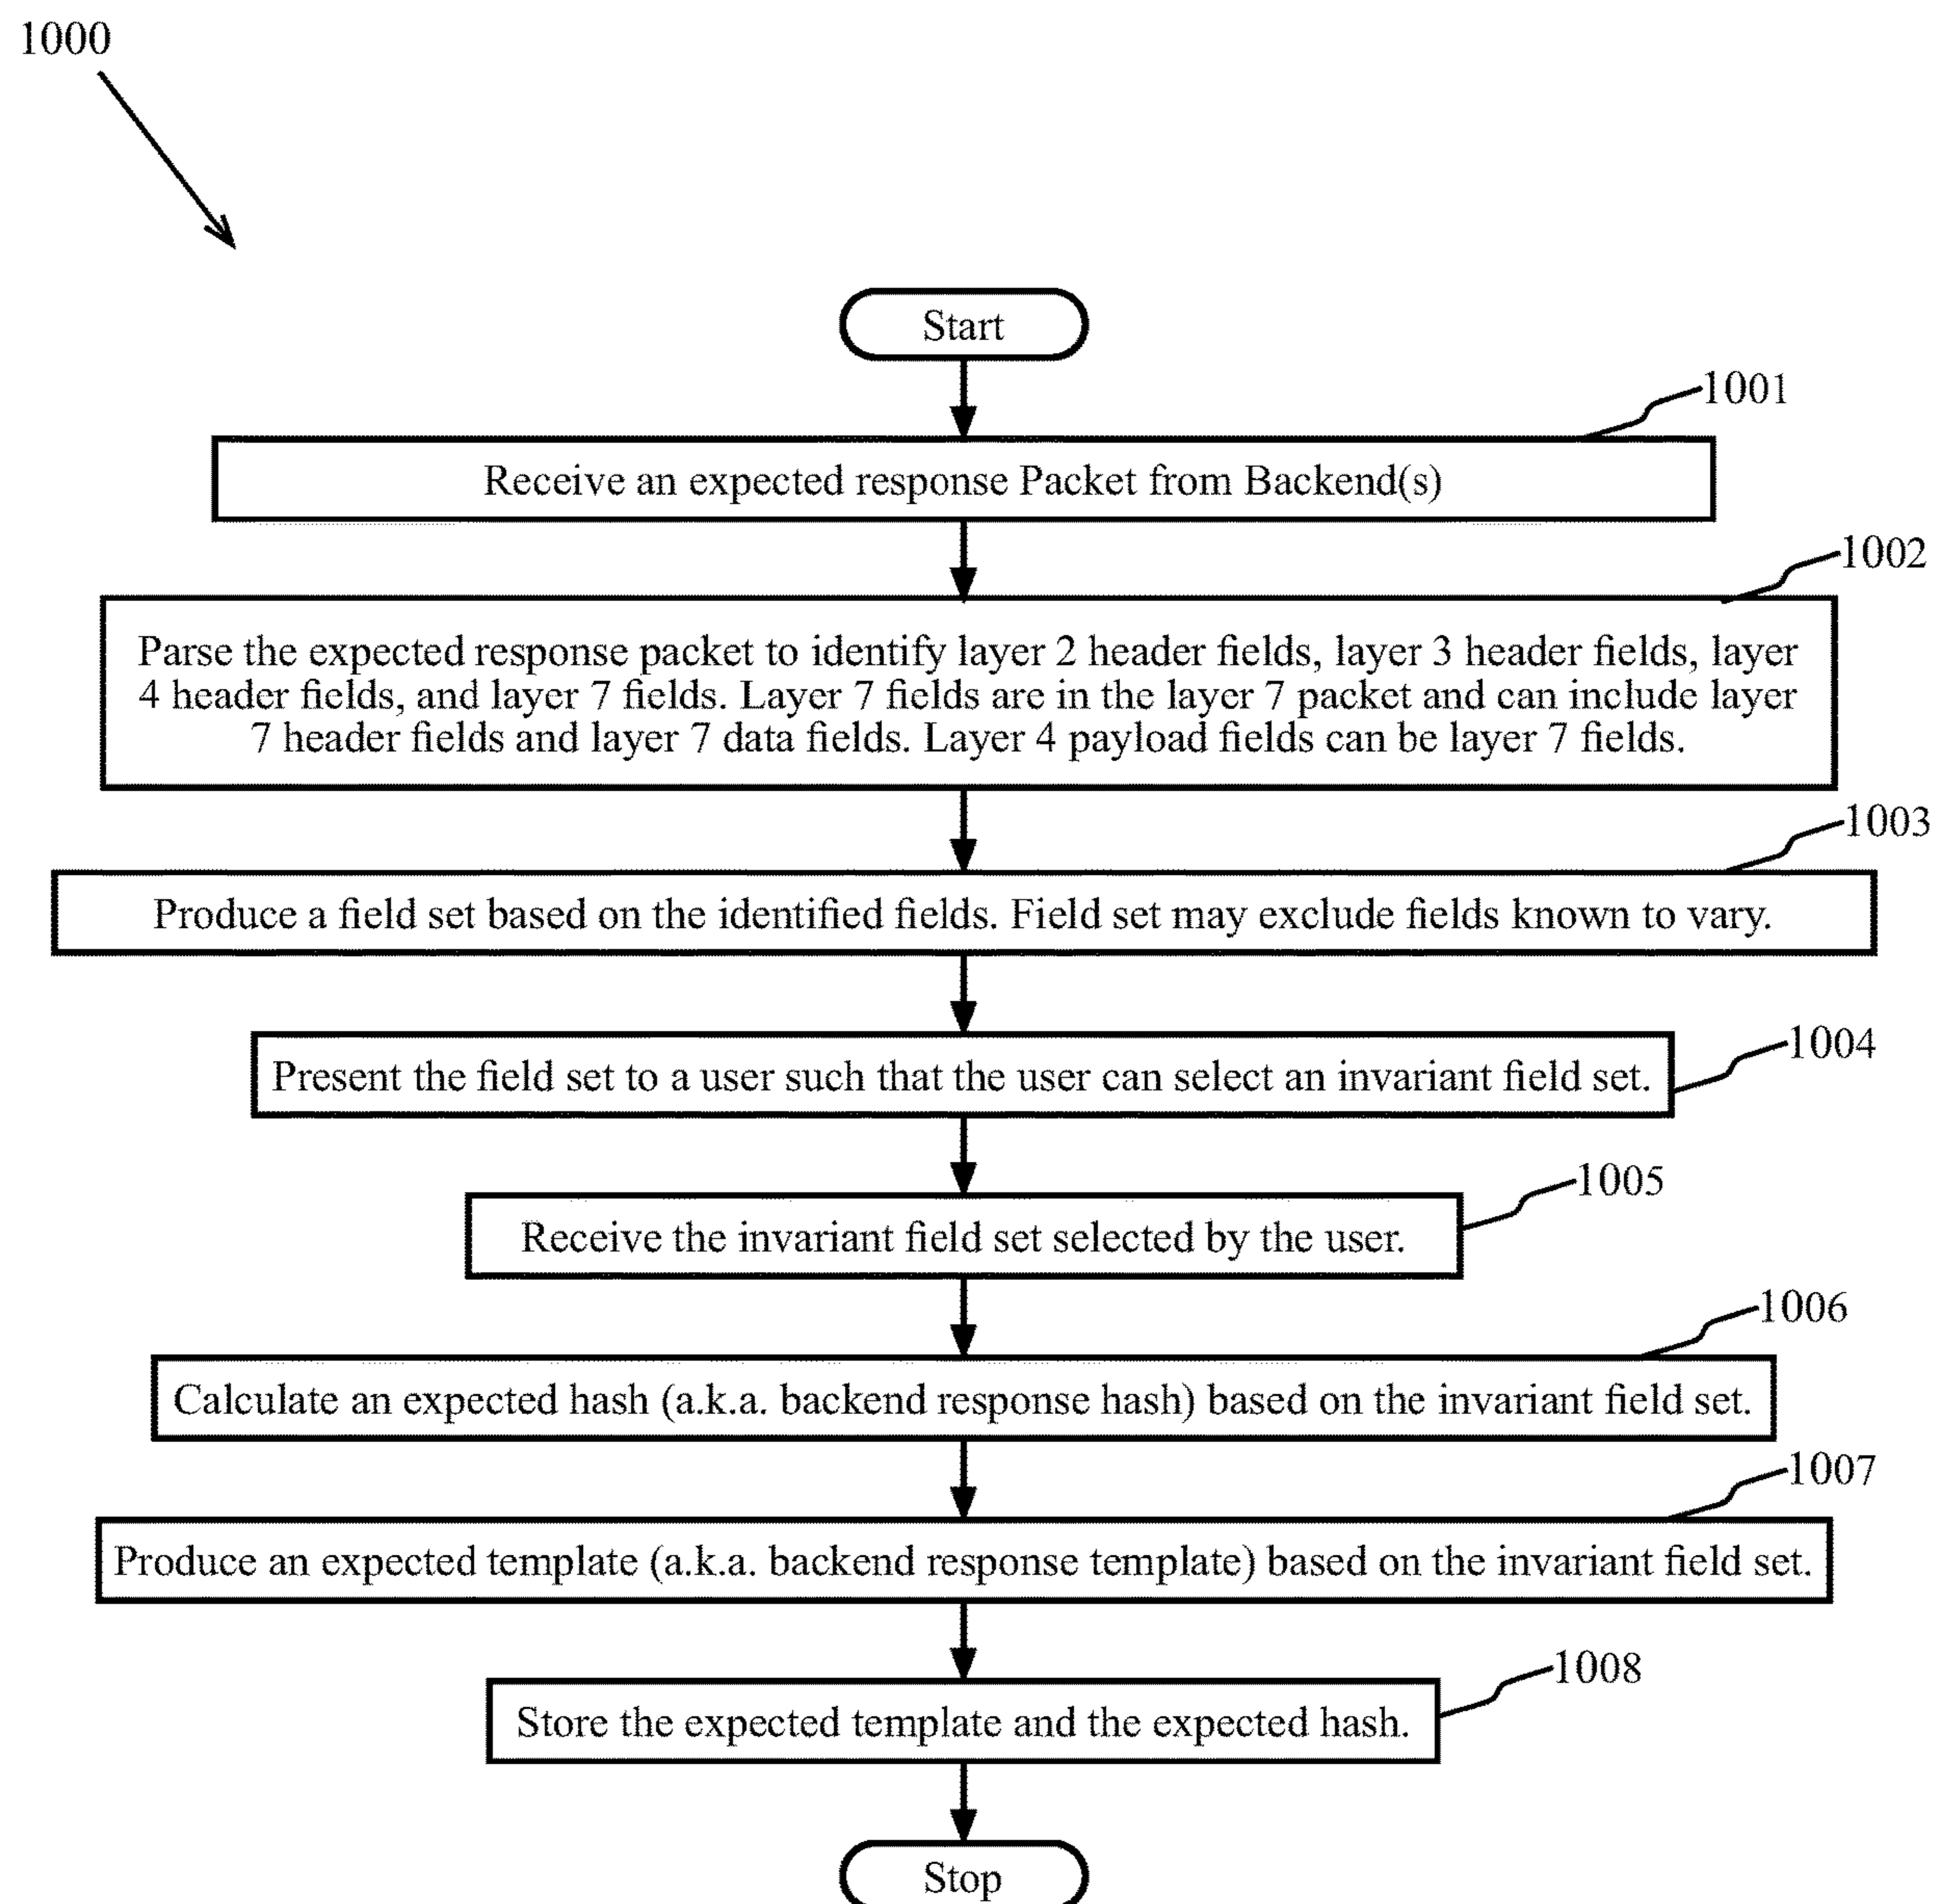 1000
Start
1001
Receive an expected response Packet from Backend(s)
1002
Parse the expected response packet to identify layer 2 header fields, layer 3 header fields, layer
4 header fields, and layer 7 fields. Layer 7 fields are in the layer 7 packet and can include layer
7 header fields and layer 7 data fields. Layer 4 payload fields can be layer 7 fields.
1003
Produce a field set based on the identified fields. Field set may exclude fields known to vary.
1004
Present the field set to a user such that the user can select an invariant field set.
1005
Receive the invariant field set selected by the user.
1006
Calculate an expected hash (a.k.a. backend response hash) based on the invariant field set.
1007
Produce an expected template (a.k.a. backend response template) based on the invariant field set.
1008
Store the expected template and the expected hash.
Stop